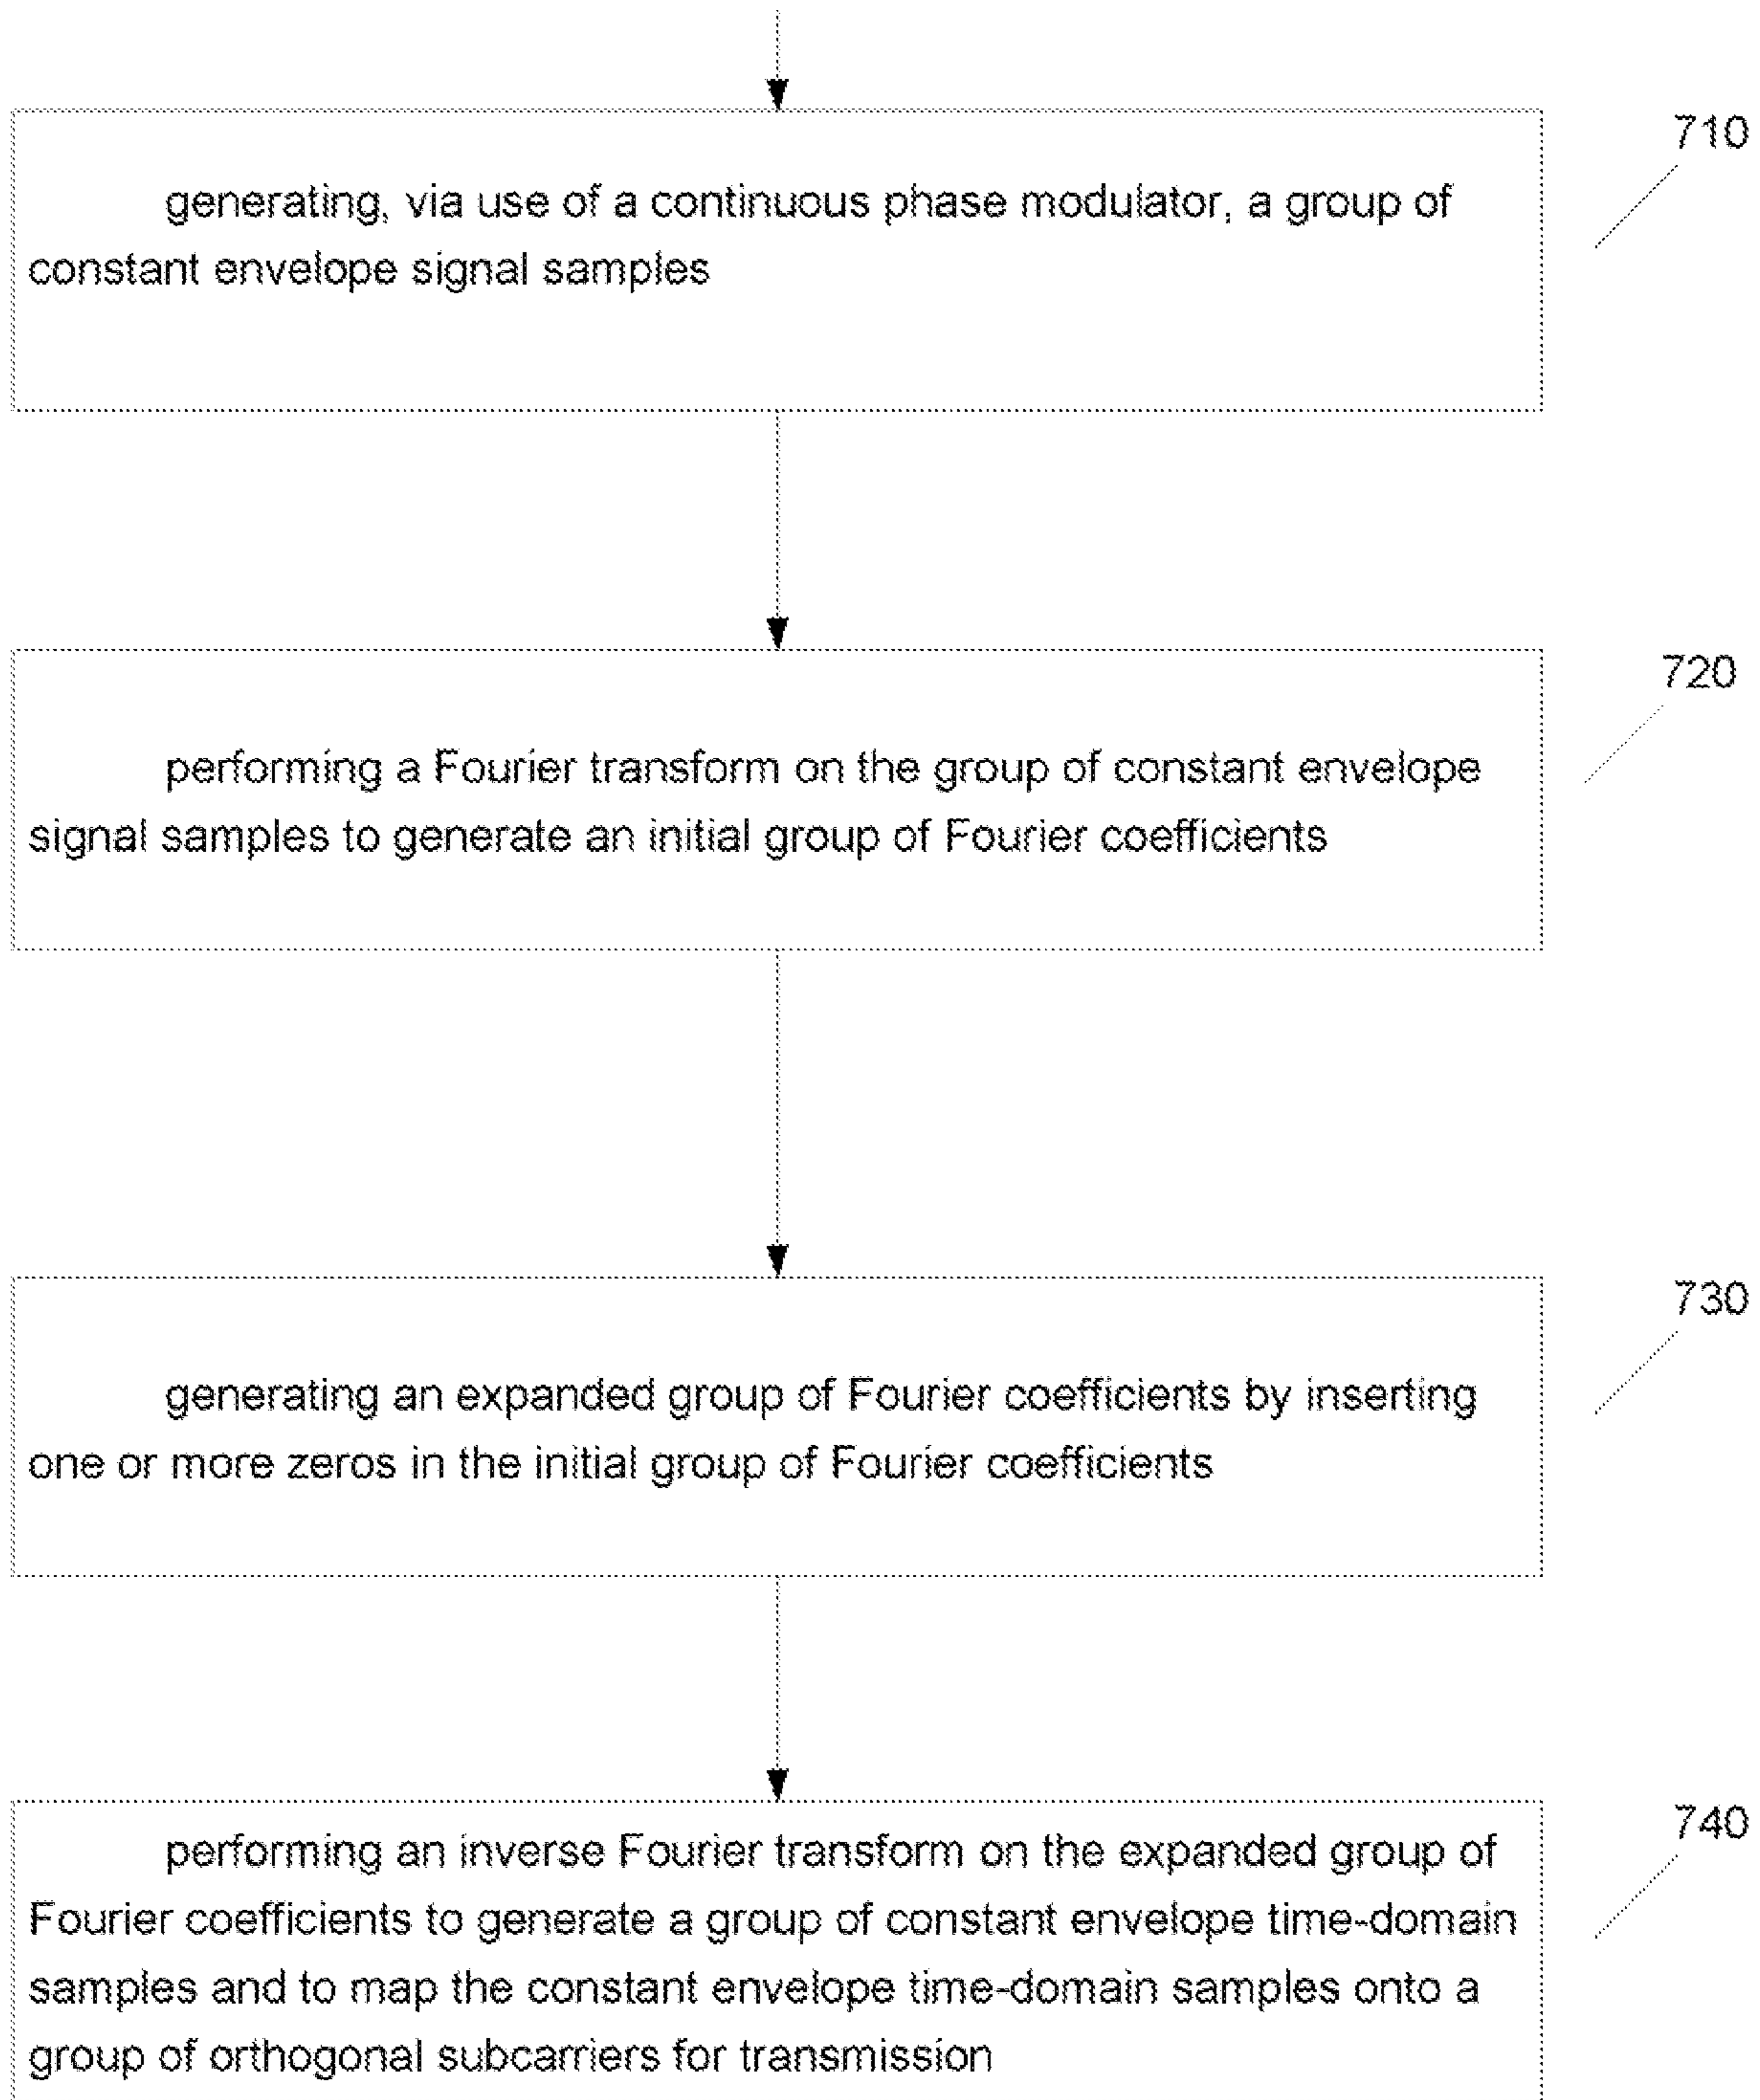 710
generating, via use of a continuous phase modulator, a group of
constant envelope signal samples
720
performing a Fourier transform on the group of constant envelope
signal samples to generate an initial group of Fourier coefficients
730
generating an expanded group of Fourier coefficients by inserting
one or more zeros in the initial group of Fourier coefficients
740
performing an inverse Fourier transform on the expanded group of
Fourier coefficients to generate a group of constant envelope time-domain
samples and to map the constant envelope time-domain samples onto a
group of orthogonal subcarriers for transmission